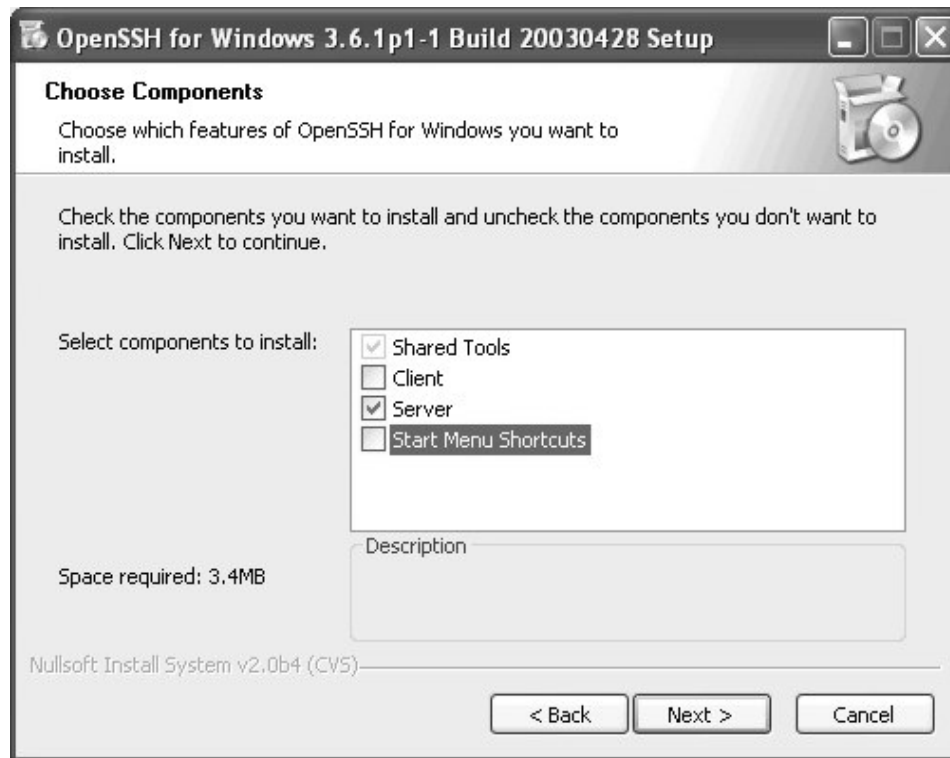 OpenSSH for Windows 3.6.1p1-1 Build 20030428 Setup
Choose Components
Choose which features of OpenSSH for Windows you want to
install.
Check the components you want to install and uncheck the components you don't want to
install. Click Next to continue.
Select components to install:
Shared Tools
Client
Server
Start Menu Shortcuts
Description
Space required: 3.4MB
Nullsoft Install System v2.0b4 (CVS)
< Back
Next >
Cancel